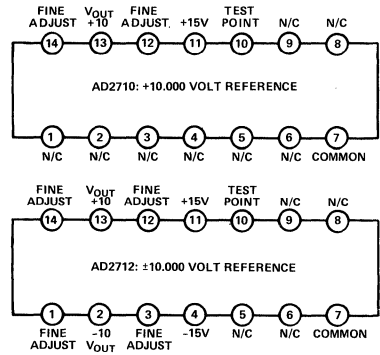 FINE VOUT FINE TEST
ADJUST +10 ADJUST +15V POINT N/C N/C
14 13 12 11 10 9 8
AD2710: +10.000 VOLT REFERENCE
1 2 3 4 5 6 7
N/C N/C N/C N/C N/C N/C COMMON
FINE VOUT FINE TEST
ADJUST +10 ADJUST +15V POINT N/C N/C
14 13 12 11 10 9 8
AD2712: ±10.000 VOLT REFERENCE
1 2 3 4 5 6 7
FINE -10 FINE -15V N/C N/C COMMON
ADJUST VOUT ADJUST